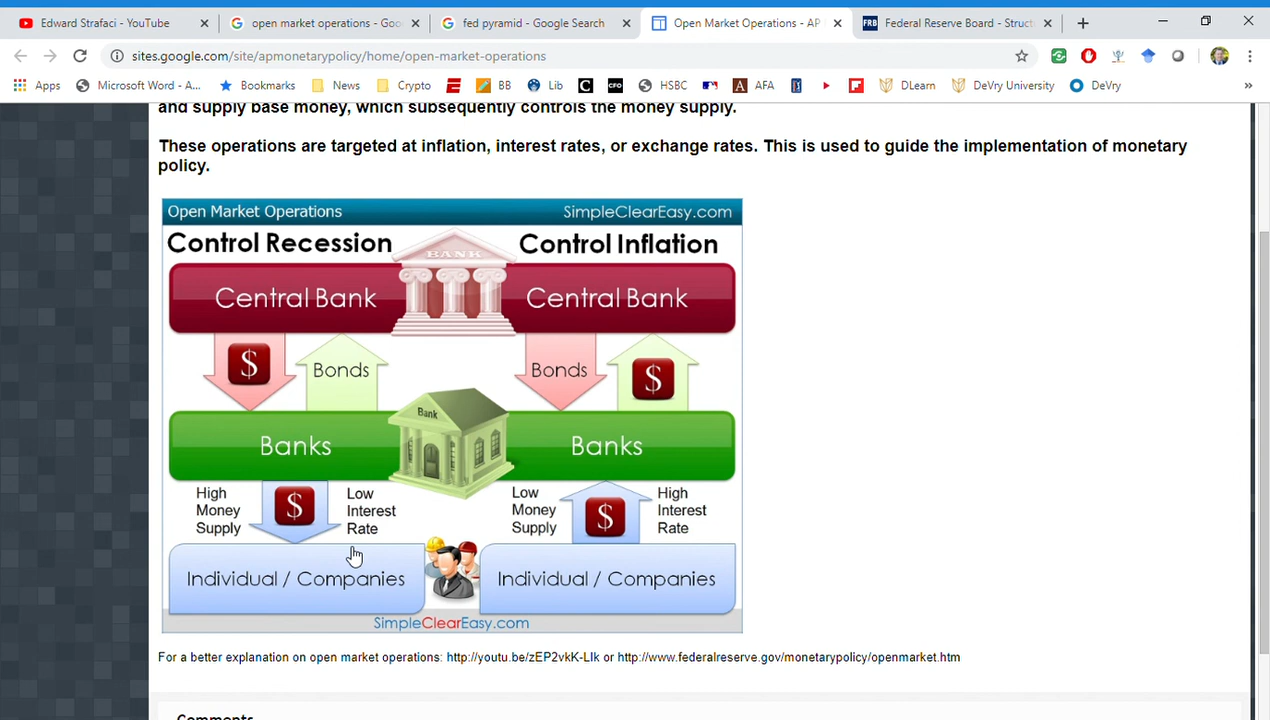 Edward Strafaci - YouTube
open market operations - Goo
fed pyramid - Google Search
Open Market Operations - AP
FRB
Federal Reserve Board - Struct
sites.google.com/site/apmonetarypolicy/home/open-market-operations
Apps
Microsoft Word - A...
Bookmarks
News
Crypto
BB
Lib
CFO
HSBC
AFA
DLearn
DeVry University
DeVry
»
and supply base money, which subsequently controls the money supply.
These operations are targeted at inflation, interest rates, or exchange rates. This is used to guide the implementation of monetary
policy.
Open Market Operations
SimpleClearEasy.com
Control Recession
Control Inflation
BANK
Central Bank
Central Bank
$
Bonds
Bonds
$
Bank
Banks
Banks
High
Money
Supply
$
Low
Interest
Rate
Low
Money
Supply
$
High
Interest
Rate
Individual / Companies
Individual / Companies
SimpleClearEasy.com
For a better explanation on open market operations: http://youtu.be/zEP2vkK-LIk or http://www.federalreserve.gov/monetarypolicy/openmarket.htm
Comments